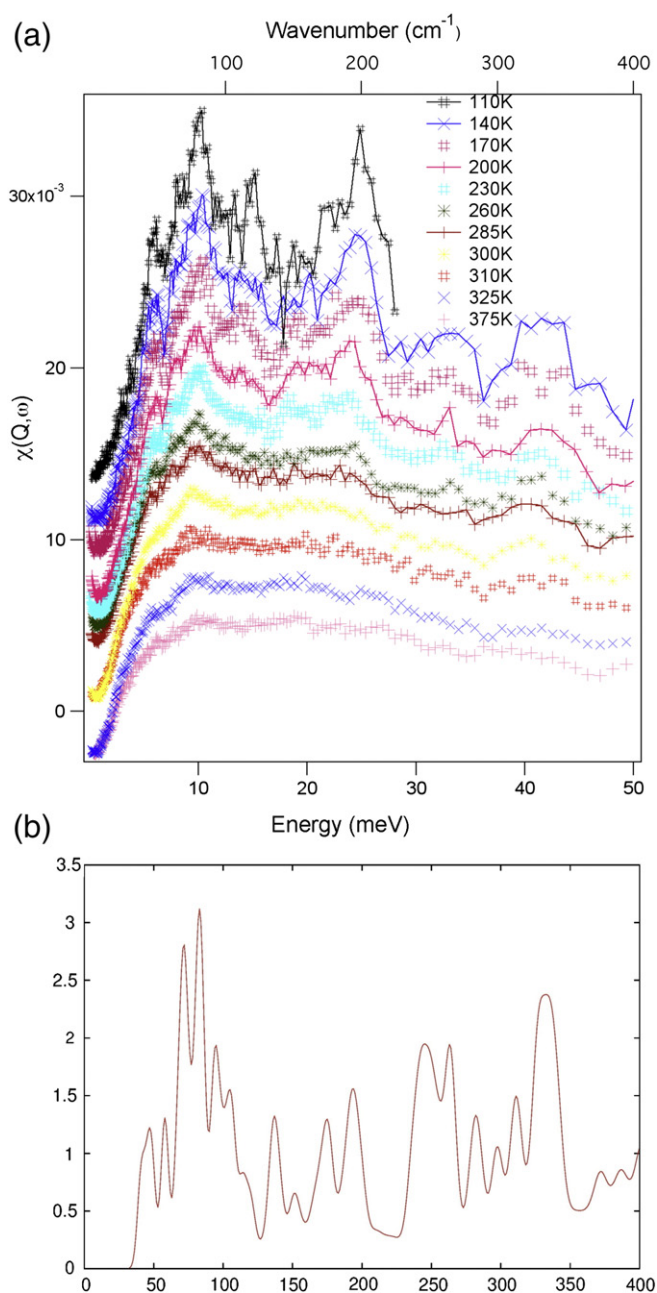 (a)
Wavenumber (cm⁻¹)
100 200 300 400
110K
140K
170K
200K
230K
260K
285K
300K
310K
325K
375K
30x10⁻³
20
10
0
χ(Q,ω)
10 20 30 40 50
Energy (meV)
(b)
3.5
3
2.5
2
1.5
1
0.5
0
0 50 100 150 200 250 300 350 400